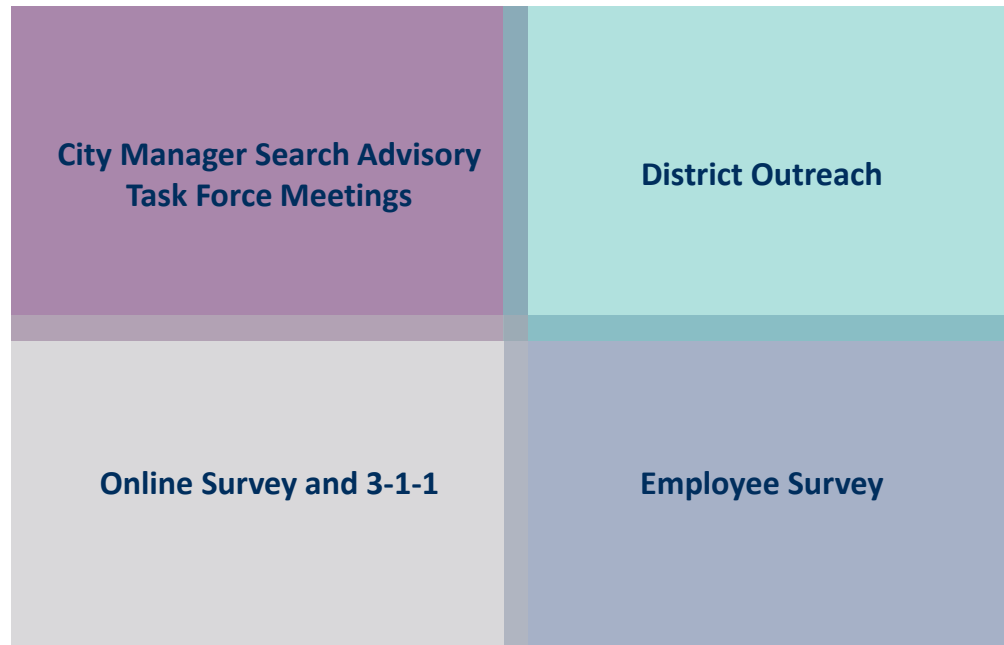 City Manager Search Advisory
Task Force Meetings
District Outreach
Online Survey and 3-1-1
Employee Survey